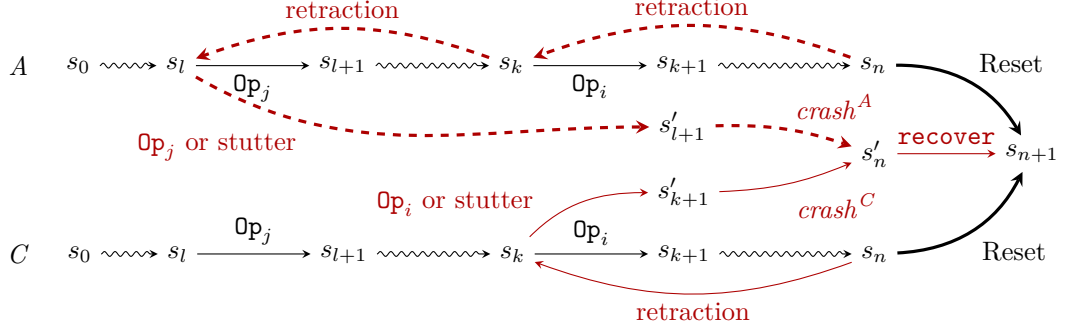 retraction retraction
A s₀ sₗ sₗ₊₁ sₖ sₖ₊₁ sₙ Reset
Opⱼ Opᵢ
crashᴬ
s′ₗ₊₁
Opⱼ or stutter
recover
s′ₙ sₙ₊₁
s′ₖ₊₁
Opᵢ or stutter
crashᶜ
Opⱼ Opᵢ
C s₀ sₗ sₗ₊₁ sₖ sₖ₊₁ sₙ Reset
retraction